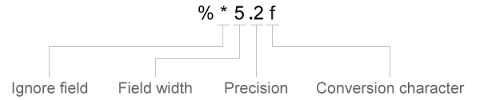 % * 5 .2 f
Ignore field Field width Precision Conversion character